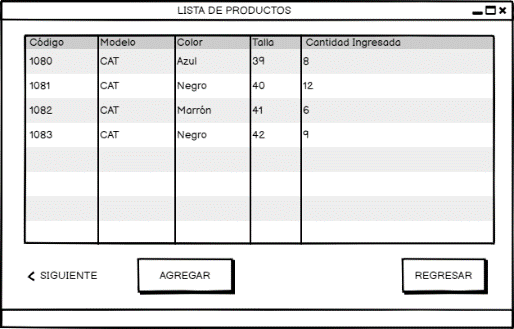 LISTA DE PRODUCTOS
Código Modelo Color Talla Cantidad Ingresada
1080 CAT Azul 39 8
1081 CAT Negro 40 12
1082 CAT Marrón 41 6
1083 CAT Negro 42 9
SIGUIENTE AGREGAR REGRESAR